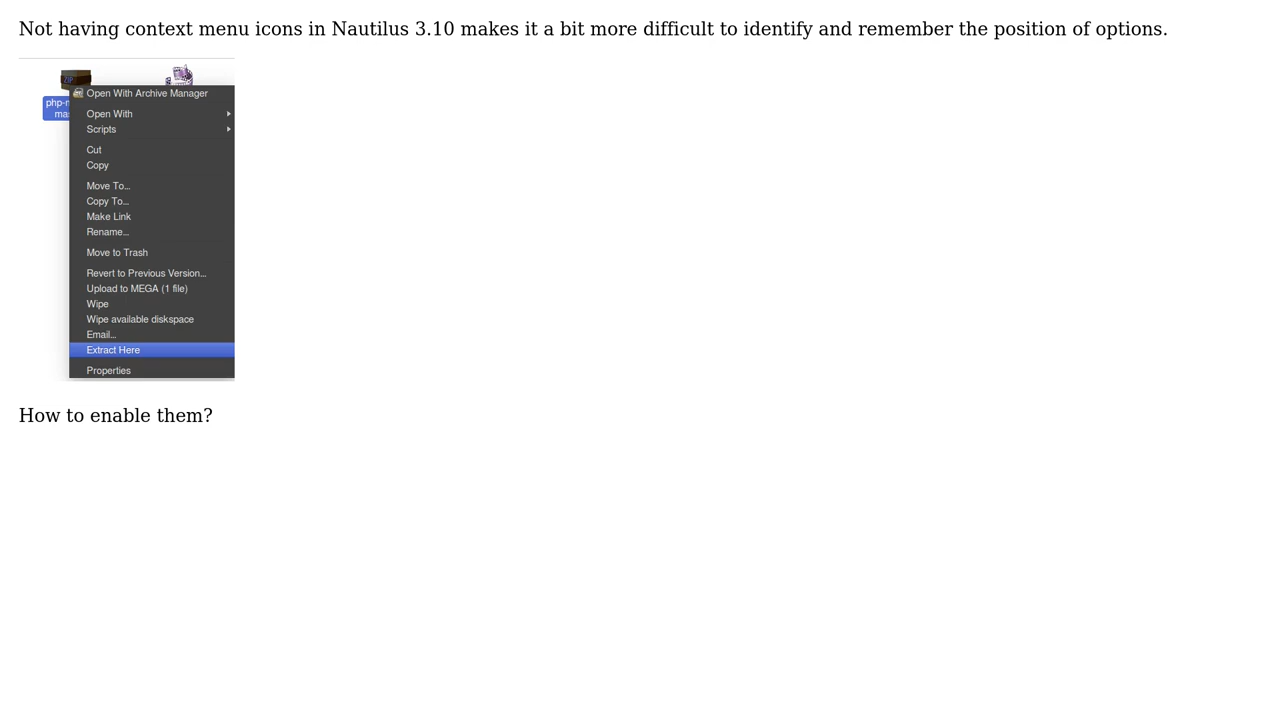 Not having context menu icons in Nautilus 3.10 makes it a bit more difficult to identify and remember the position of options.
ZIP
Open With Archive Manager
php-m
mas
Open With
Scripts
Cut
Copy
Move To...
Copy To...
Make Link
Rename...
Move to Trash
Revert to Previous Version...
Upload to MEGA (1 file)
Wipe
Wipe available diskspace
Email...
Extract Here
Properties
How to enable them?